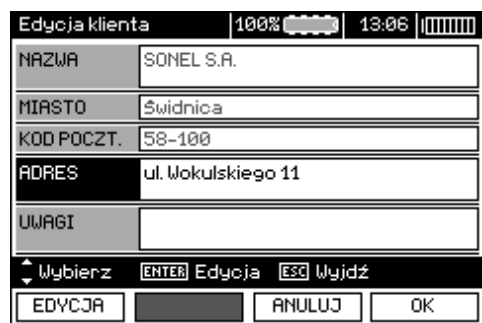 Edycja klienta 100% 13:06
NAZWA SONEL S.A.
MIASTO Świdnica
KOD POCZT. 58-100
ADRES ul. Wokulskiego 11
UWAGI
Wybierz ENTER Edycja ESC Wyjdź
EDYCJA ANULUJ OK